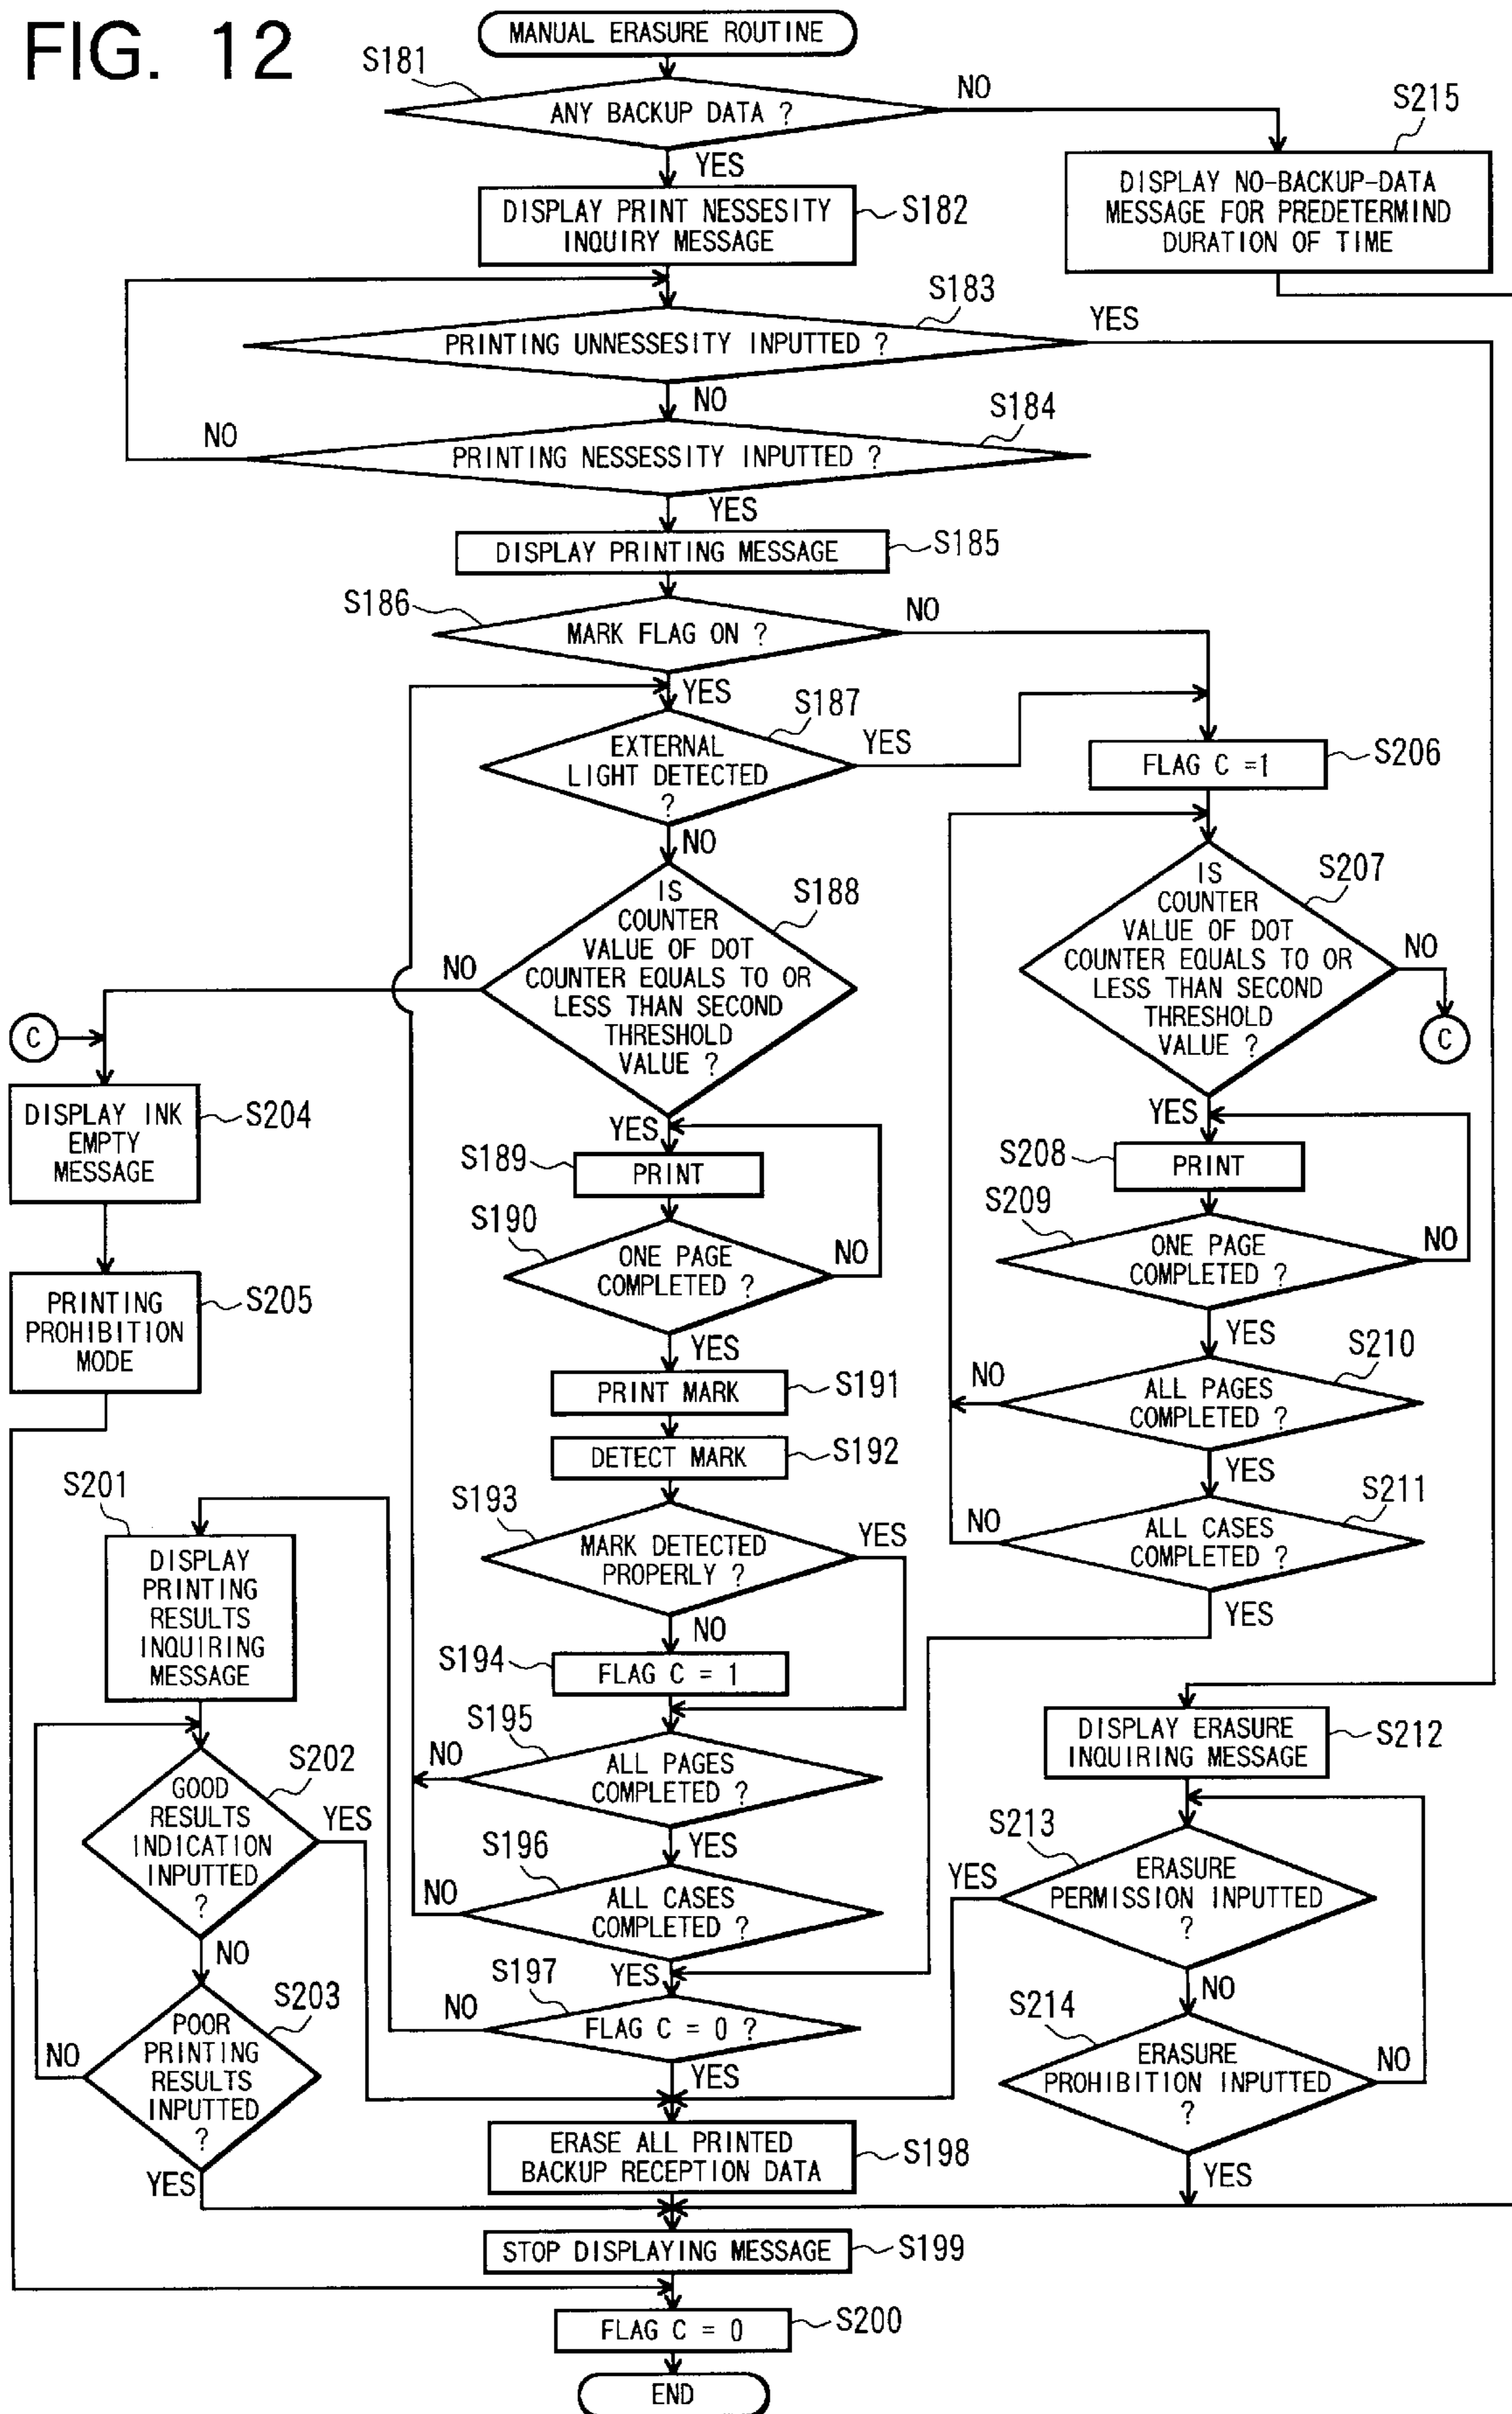 FIG. 12
MANUAL ERASURE ROUTINE
S181
ANY BACKUP DATA ?
NO
YES
S215
DISPLAY NO-BACKUP-DATA
MESSAGE FOR PREDETERMIND
DURATION OF TIME
DISPLAY PRINT NESSESITY
INQUIRY MESSAGE
S182
S183
PRINTING UNNESSESITY INPUTTED ?
YES
NO
S184
PRINTING NESSESSITY INPUTTED ?
NO
YES
DISPLAY PRINTING MESSAGE
S185
S186
MARK FLAG ON ?
NO
YES
S187
EXTERNAL
LIGHT DETECTED
?
YES
NO
FLAG C =1
S206
S188
IS
COUNTER
VALUE OF DOT
COUNTER EQUALS TO OR
LESS THAN SECOND
THRESHOLD
VALUE ?
NO
YES
S207
IS
COUNTER
VALUE OF DOT
COUNTER EQUALS TO OR
LESS THAN SECOND
THRESHOLD
VALUE ?
NO
C
YES
C
DISPLAY INK
EMPTY
MESSAGE
S204
PRINTING
PROHIBITION
MODE
S205
S189
PRINT
S190
ONE PAGE
COMPLETED ?
NO
YES
S208
PRINT
S209
ONE PAGE
COMPLETED ?
NO
YES
PRINT MARK
S191
DETECT MARK
S192
S210
ALL PAGES
COMPLETED ?
NO
YES
S193
MARK DETECTED
PROPERLY ?
YES
NO
S211
ALL CASES
COMPLETED ?
NO
YES
S201
DISPLAY
PRINTING
RESULTS
INQUIRING
MESSAGE
S194
FLAG C = 1
S195
ALL PAGES
COMPLETED ?
NO
YES
S196
ALL CASES
COMPLETED ?
NO
YES
S202
GOOD
RESULTS
INDICATION
INPUTTED
?
YES
NO
S203
POOR
PRINTING
RESULTS
INPUTTED
?
NO
YES
S197
FLAG C = 0 ?
NO
YES
DISPLAY ERASURE
INQUIRING MESSAGE
S212
S213
ERASURE
PERMISSION INPUTTED
?
YES
NO
S214
ERASURE
PROHIBITION INPUTTED
?
NO
YES
ERASE ALL PRINTED
BACKUP RECEPTION DATA
S198
STOP DISPLAYING MESSAGE
S199
FLAG C = 0
S200
END